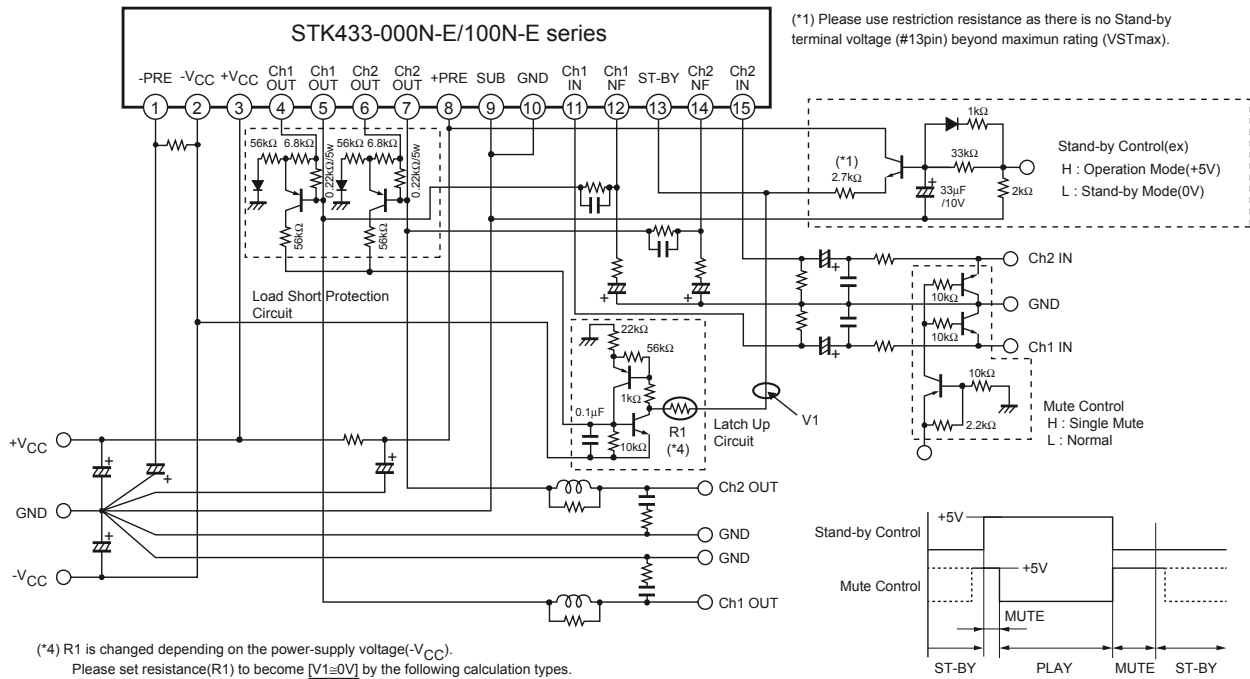 STK433-000N-E/100N-E series
(*1) Please use restriction resistance as there is no Stand-by
terminal voltage (#13pin) beyond maximun rating (VSTmax).
-PRE
-VCC
+VCC
Ch1
OUT
Ch1
OUT
Ch2
OUT
Ch2
OUT
+PRE
SUB
GND
Ch1
IN
Ch1
NF
ST-BY
Ch2
NF
Ch2
IN
1
2
3
4
5
6
7
8
9
10
11
12
13
14
15
56kΩ
6.8kΩ
0.22kΩ/5w
56kΩ
56kΩ
6.8kΩ
0.22kΩ/5w
56kΩ
Load Short Protection
Circuit
(*1)
2.7kΩ
1kΩ
33kΩ
33µF
/10V
2kΩ
Stand-by Control(ex)
H : Operation Mode(+5V)
L : Stand-by Mode(0V)
Ch2 IN
GND
Ch1 IN
10kΩ
10kΩ
10kΩ
2.2kΩ
Mute Control
H : Single Mute
L : Normal
22kΩ
56kΩ
1kΩ
0.1µF
10kΩ
R1
(*4)
Latch Up
Circuit
V1
+VCC
GND
-VCC
Ch2 OUT
GND
GND
Ch1 OUT
Stand-by Control
+5V
Mute Control
+5V
MUTE
ST-BY
PLAY
MUTE
ST-BY
(*4) R1 is changed depending on the power-supply voltage(-VCC).
Please set resistance(R1) to become [V1≅0V] by the following calculation types.